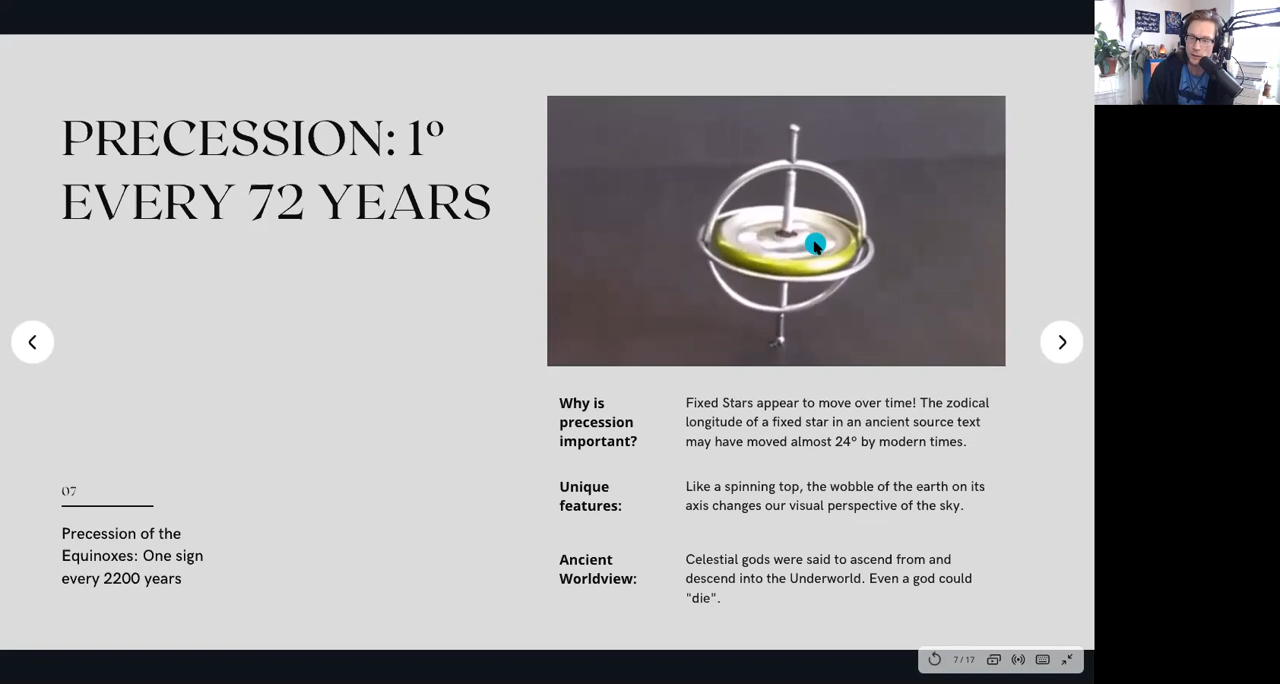 PRECESSION: 1º
EVERY 72 YEARS
07
Precession of the
Equinoxes: One sign
every 2200 years
Why is
precession
important?
Fixed Stars appear to move over time! The zodical
longitude of a fixed star in an ancient source text
may have moved almost 24º by modern times.
Unique
features:
Like a spinning top, the wobble of the earth on its
axis changes our visual perspective of the sky.
Ancient
Worldview:
Celestial gods were said to ascend from and
descend into the Underworld. Even a god could
"die".
7 / 17